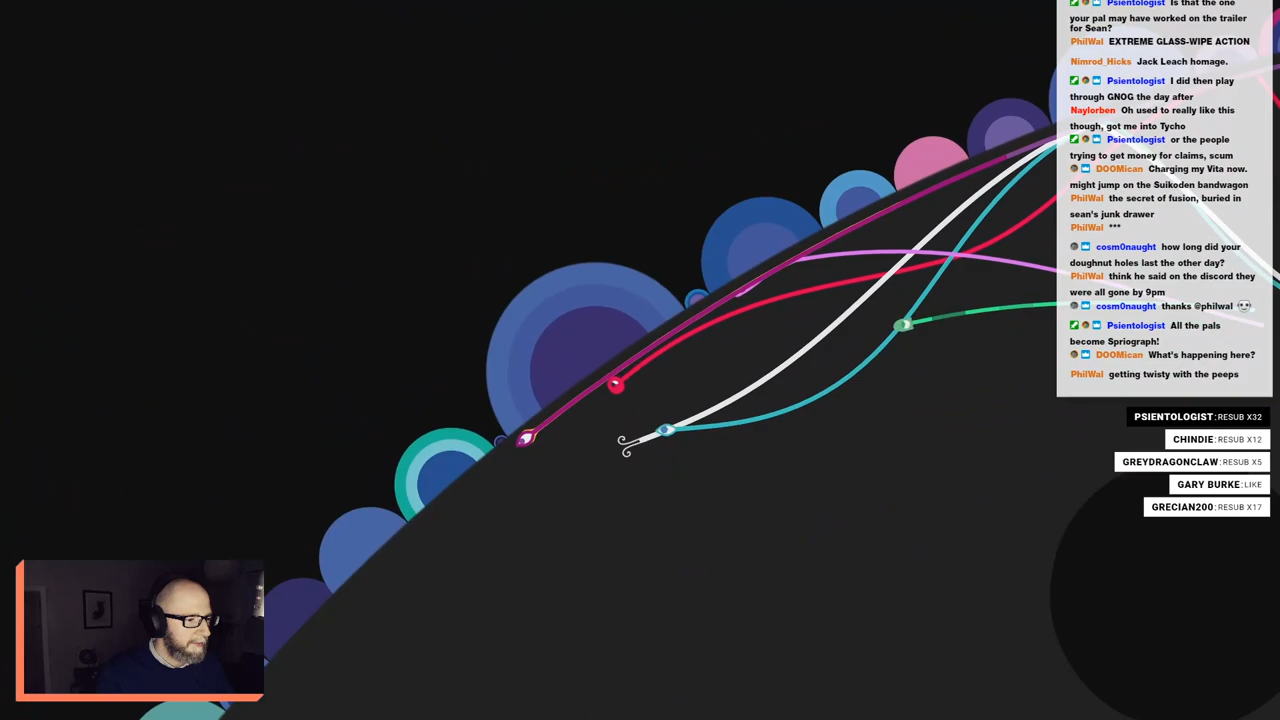 Psientologist Is that the one
your pal may have worked on the trailer
for Sean?
PhilWal EXTREME GLASS-WIPE ACTION
Nimrod_Hicks Jack Leach homage.
Psientologist I did then play
through GNOG the day after
Naylorben Oh used to really like this
though, got me into Tycho
Psientologist or the people
trying to get money for claims, scum
DOOMican Charging my Vita now.
might jump on the Suikoden bandwagon
PhilWal the secret of fusion, buried in
sean's junk drawer
PhilWal ***
cosm0naught how long did your
doughnut holes last the other day?
PhilWal think he said on the discord they
were all gone by 9pm
cosm0naught thanks @philwal
Psientologist All the pals
become Spriograph!
DOOMican What's happening here?
PhilWal getting twisty with the peeps
PSIENTOLOGIST: RESUB X32
CHINDIE: RESUB X12
GREYDRAGONCLAW: RESUB X5
GARY BURKE: LIKE
GRECIAN200: RESUB X17